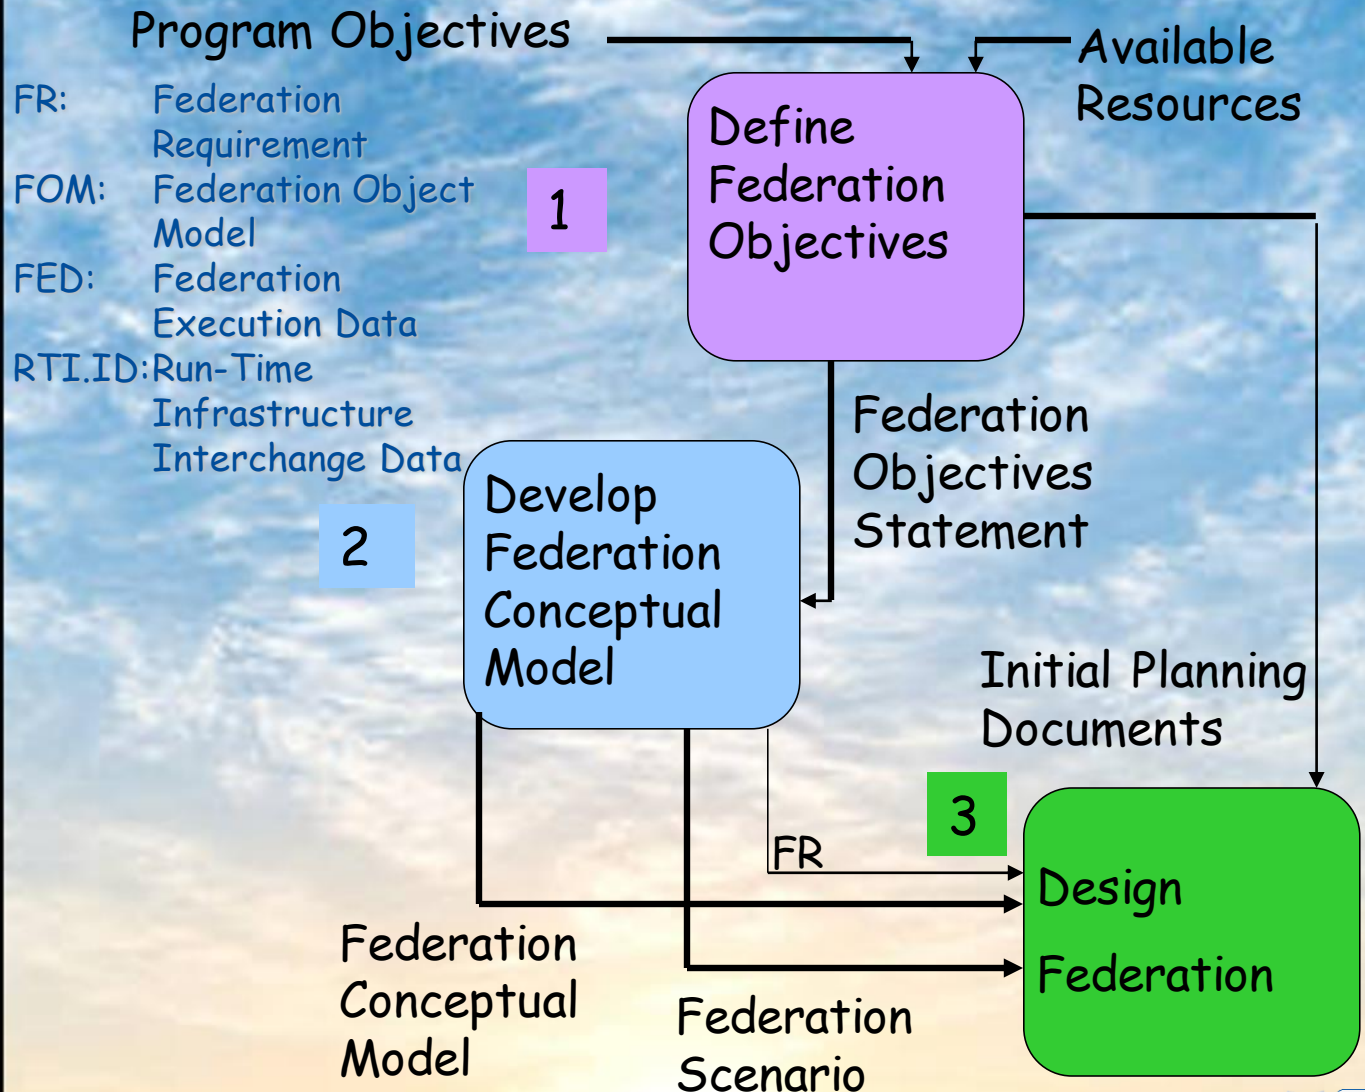 Program Objectives
Available
Resources
FR: Federation
Requirement
FOM: Federation Object
Model
FED: Federation
Execution Data
RTI.ID:Run-Time
Infrastructure
Interchange Data
1
Define
Federation
Objectives
Federation
Objectives
Statement
2
Develop
Federation
Conceptual
Model
Initial Planning
Documents
3
FR
Design
Federation
Federation
Conceptual
Model
Federation
Scenario